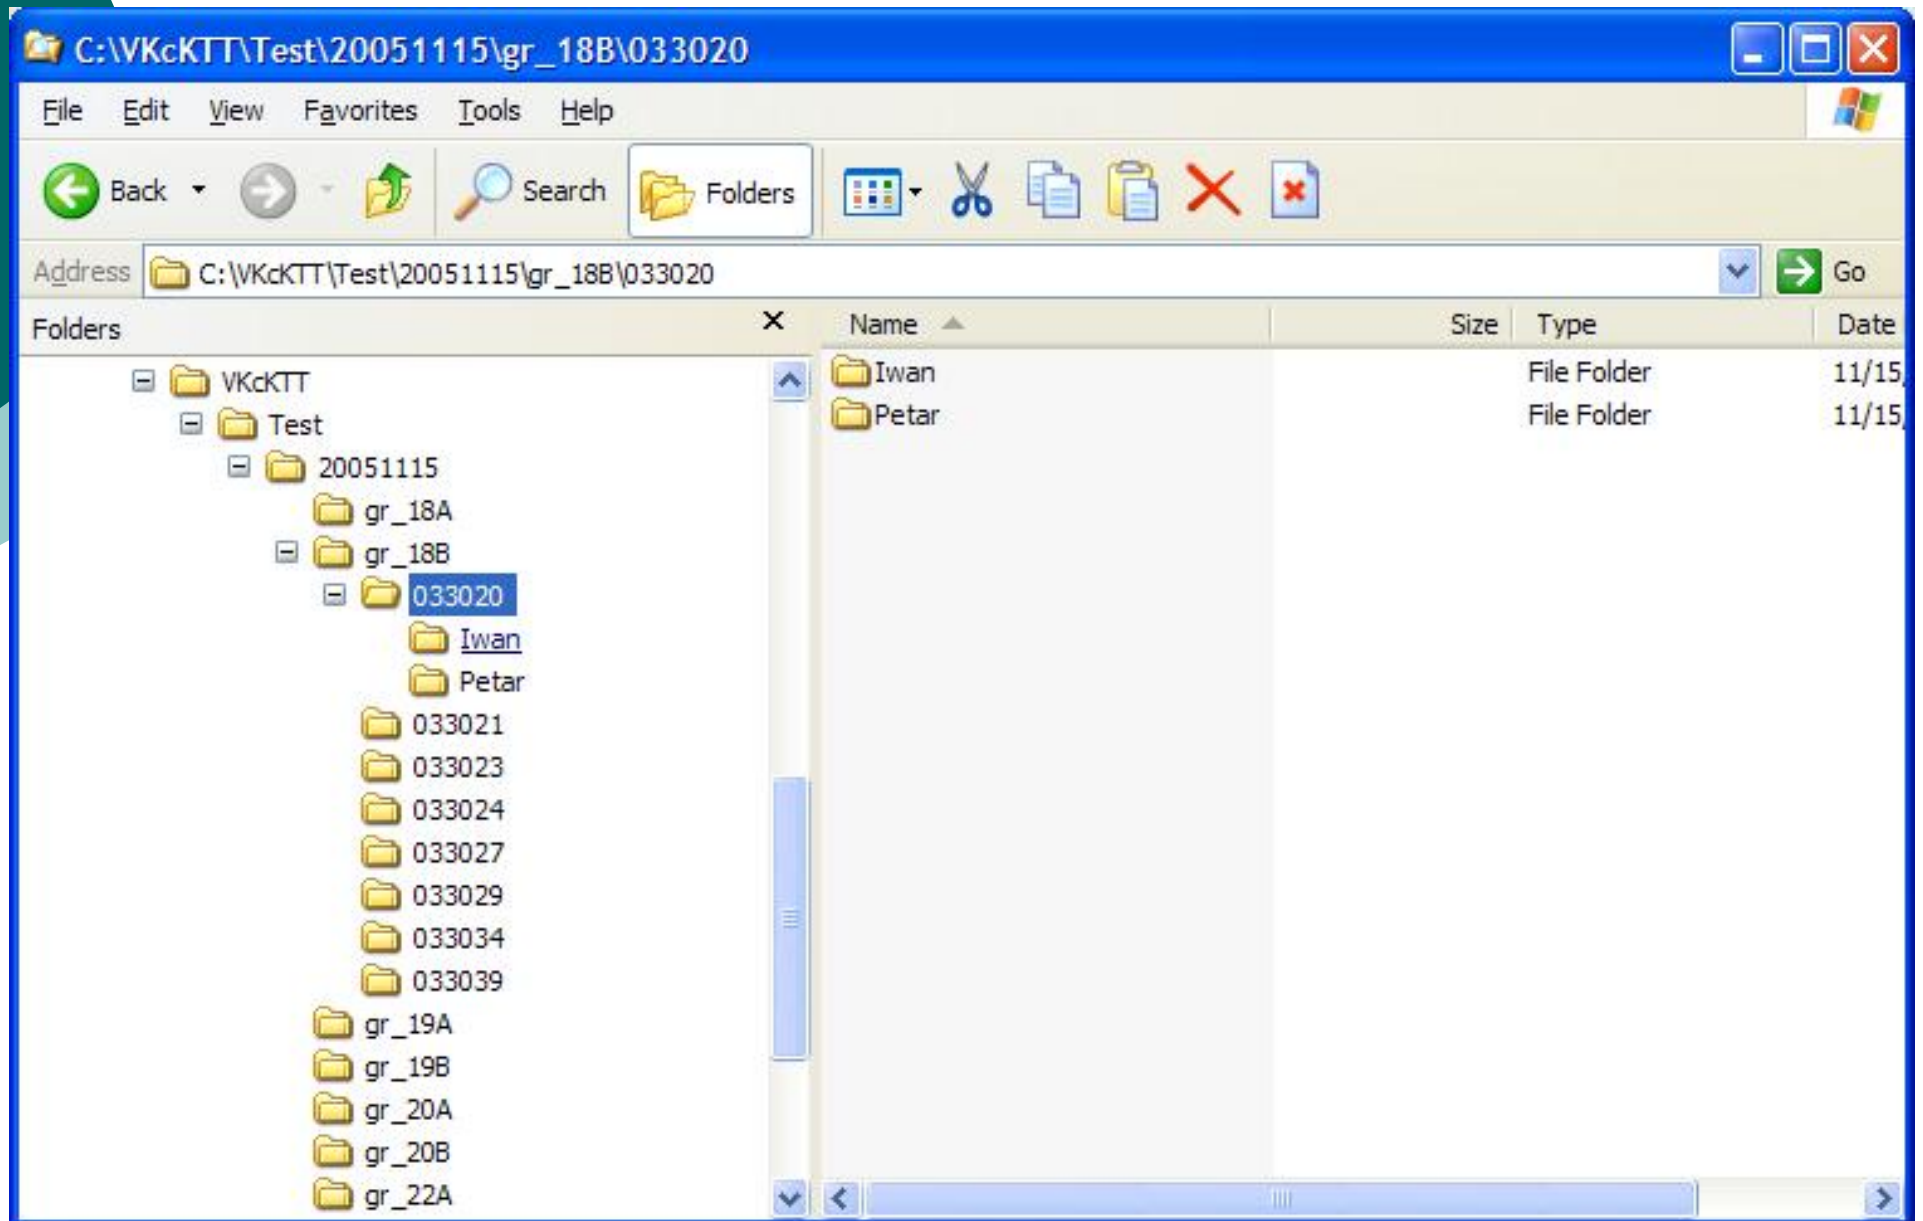 C:\VKcKTT\Test\20051115\gr_18B\033020
File Edit View Favorites Tools Help
Back Search Folders
Address C:\VKcKTT\Test\20051115\gr_18B\033020 Go
Folders
Name Size Type Date
VKcKTT
Test
20051115
gr_18A
gr_18B
033020
Iwan
Petar
033021
033023
033024
033027
033029
033034
033039
gr_19A
gr_19B
gr_20A
gr_20B
gr_22A
Iwan File Folder 11/15,
Petar File Folder 11/15,